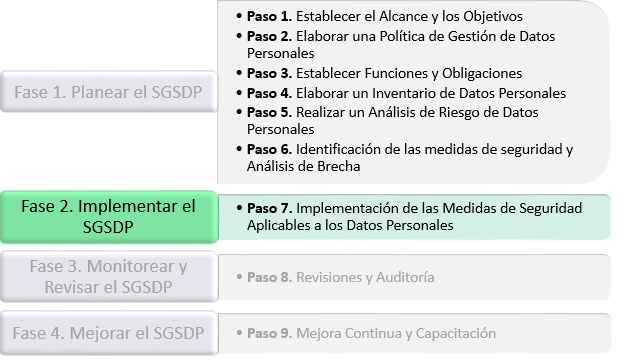 Fase 1. Planear el SGSDP
• Paso 1. Establecer el Alcance y los Objetivos
• Paso 2. Elaborar una Política de Gestión de Datos
Personales
• Paso 3. Establecer Funciones y Obligaciones
• Paso 4. Elaborar un Inventario de Datos Personales
• Paso 5. Realizar un Análisis de Riesgo de Datos
Personales
• Paso 6. Identificación de las medidas de seguridad y
Análisis de Brecha
Fase 2. Implementar el
SGSDP
• Paso 7. Implementación de las Medidas de Seguridad
Aplicables a los Datos Personales
Fase 3. Monitorear y
Revisar el SGSDP
• Paso 8. Revisiones y Auditoría
Fase 4. Mejorar el SGSDP
• Paso 9. Mejora Continua y Capacitación